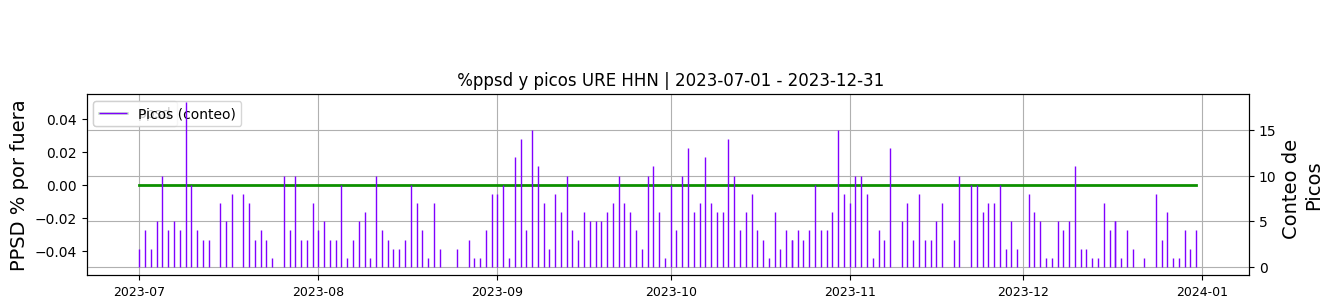 %ppsd y picos URE HHN | 2023-07-01 - 2023-12-31
PPSD % por fuera
0.04
0.02
0.00
−0.02
−0.04
Picos (conteo)
15
10
5
0
Conteo de
Picos
2023-07 2023-08 2023-09 2023-10 2023-11 2023-12 2024-01